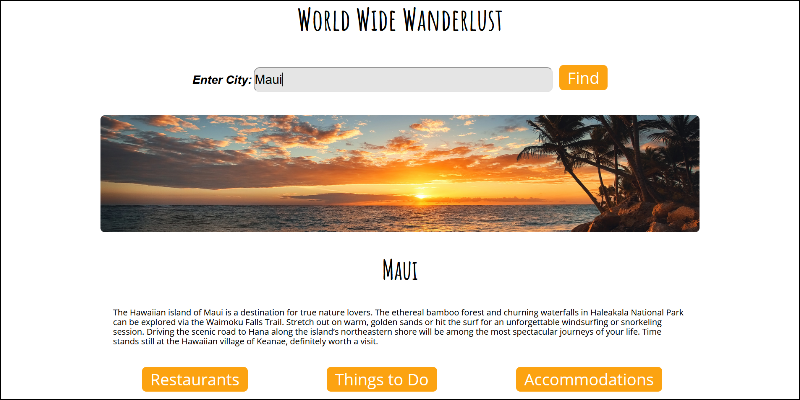 World Wide Wanderlust
Enter City: Maui Find
Maui
The Hawaiian island of Maui is a destination for true nature lovers. The ethereal bamboo forest and churning waterfalls in Haleakala National Park
can be explored via the Waimoku Falls Trail. Stretch out on warm, golden sands or hit the surf for an unforgettable windsurfing or snorkeling
session. Driving the scenic road to Hana along the island's northeastern shore will be among the most spectacular journeys of your life. Time
stands still at the Hawaiian village of Keanae, definitely worth a visit.
Restaurants Things to Do Accommodations